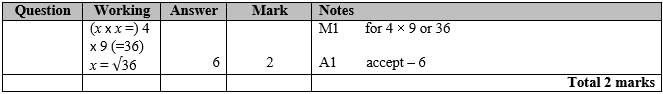 Question Working Answer Mark Notes
(x x x =) 4 M1 for 4 × 9 or 36
x 9 (=36)
x = √36 6 2 A1 accept – 6
Total 2 marks